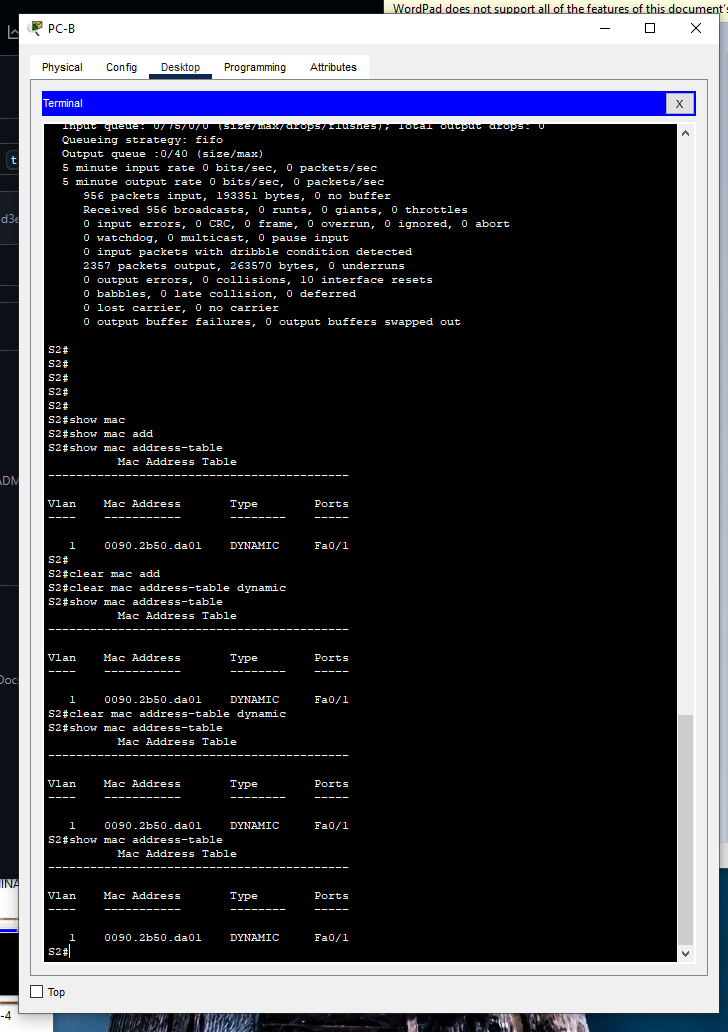 WordPad does not support all of the features of this document's
PC-B
Physical Config Desktop Programming Attributes
Terminal
X
Input queue: 0/75/0/0 (size/max/drops/flushes); Total output drops: 0
Queueing strategy: fifo
Output queue :0/40 (size/max)
5 minute input rate 0 bits/sec, 0 packets/sec
5 minute output rate 0 bits/sec, 0 packets/sec
956 packets input, 193351 bytes, 0 no buffer
Received 956 broadcasts, 0 runts, 0 giants, 0 throttles
0 input errors, 0 CRC, 0 frame, 0 overrun, 0 ignored, 0 abort
0 watchdog, 0 multicast, 0 pause input
0 input packets with dribble condition detected
2357 packets output, 263570 bytes, 0 underruns
0 output errors, 0 collisions, 10 interface resets
0 babbles, 0 late collision, 0 deferred
0 lost carrier, 0 no carrier
0 output buffer failures, 0 output buffers swapped out
S2#
S2#
S2#
S2#
S2#
S2#show mac
S2#show mac add
S2#show mac address-table
Mac Address Table
-------------------------------------------
Vlan Mac Address Type Ports
---- ----------- -------- -----
1 0090.2b50.da01 DYNAMIC Fa0/1
S2#
S2#clear mac add
S2#clear mac address-table dynamic
S2#show mac address-table
Mac Address Table
-------------------------------------------
Vlan Mac Address Type Ports
---- ----------- -------- -----
1 0090.2b50.da01 DYNAMIC Fa0/1
S2#clear mac address-table dynamic
S2#show mac address-table
Mac Address Table
-------------------------------------------
Vlan Mac Address Type Ports
---- ----------- -------- -----
1 0090.2b50.da01 DYNAMIC Fa0/1
S2#show mac address-table
Mac Address Table
-------------------------------------------
Vlan Mac Address Type Ports
---- ----------- -------- -----
1 0090.2b50.da01 DYNAMIC Fa0/1
S2#
Top
t
d3e
-4